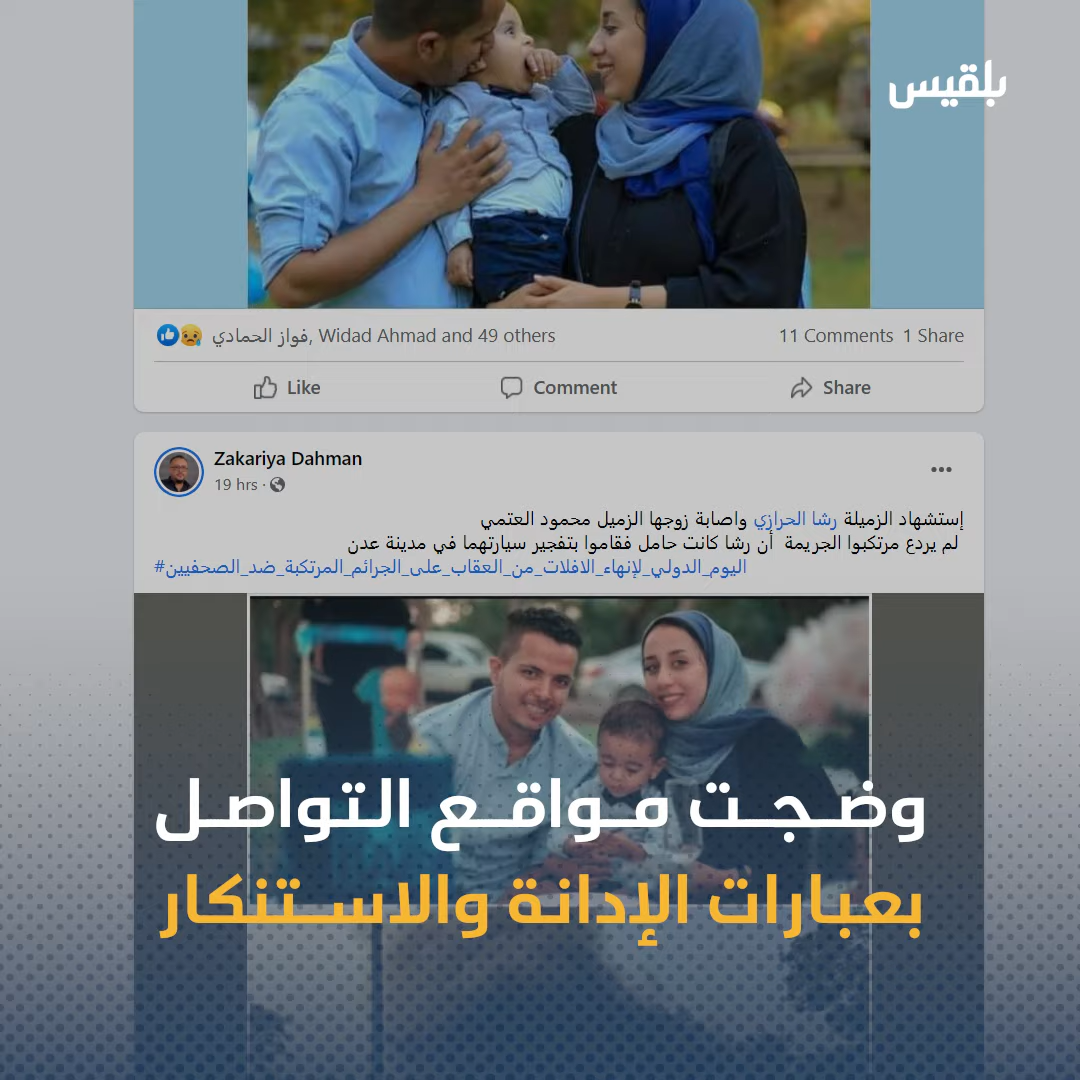 بلقيس
فواز الحمادي, Widad Ahmad and 49 others
11 Comments 1 Share
Like
Comment
Share
Zakariya Dahman
19 hrs ·
إستشهاد الزميلة رشا الحرازي واصابة زوجها الزميل محمود العتمي
لم يردع مرتكبوا الجريمة أن رشا كانت حامل فقاموا بتفجير سيارتهما في مدينة عدن
#اليوم_الدولي_لإنهاء_الافلات_من_العقاب_على_الجرائم_المرتكبة_ضد_الصحفيين
وضجت مواقع التواصل
بعبارات الإدانة والاستنكار